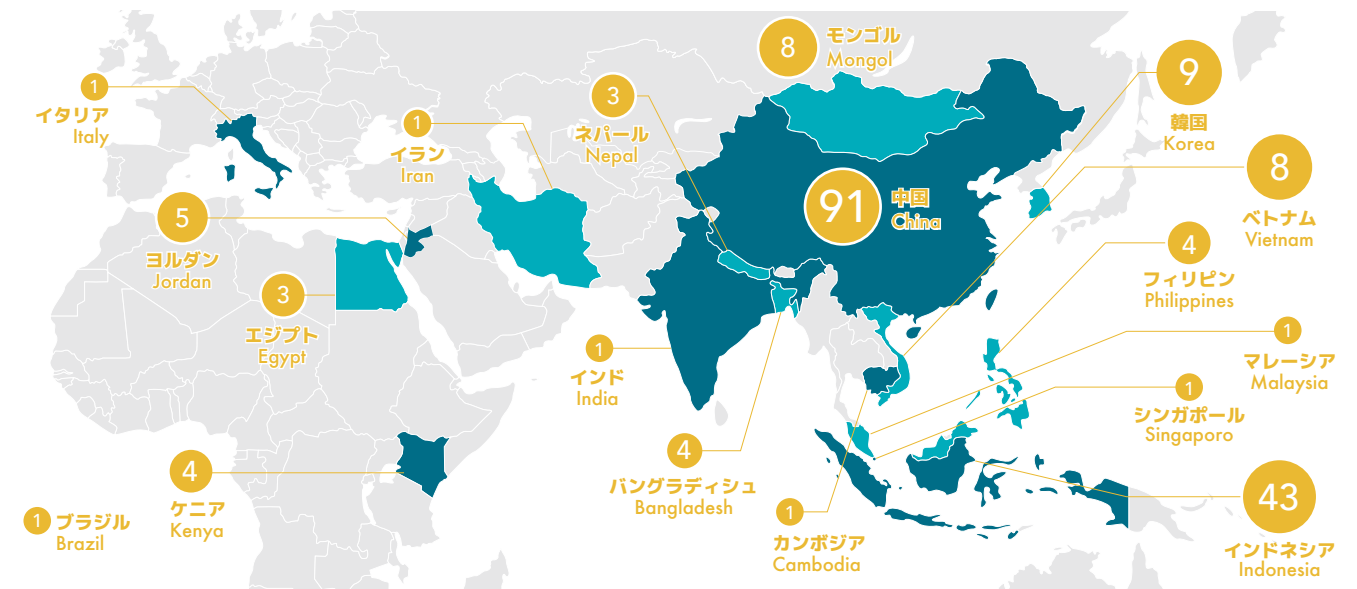 1
イタリア
Italy
5
ヨルダン
Jordan
3
エジプト
Egypt
4
ケニア
Kenya
1
ブラジル
Brazil
1
イラン
Iran
3
ネパール
Nepal
8
モンゴル
Mongol
91
中国
China
1
インド
India
4
バングラディシュ
Bangladesh
1
カンボジア
Cambodia
9
韓国
Korea
8
ベトナム
Vietnam
4
フィリピン
Philippines
1
マレーシア
Malaysia
1
シンガポール
Singaporo
43
インドネシア
Indonesia